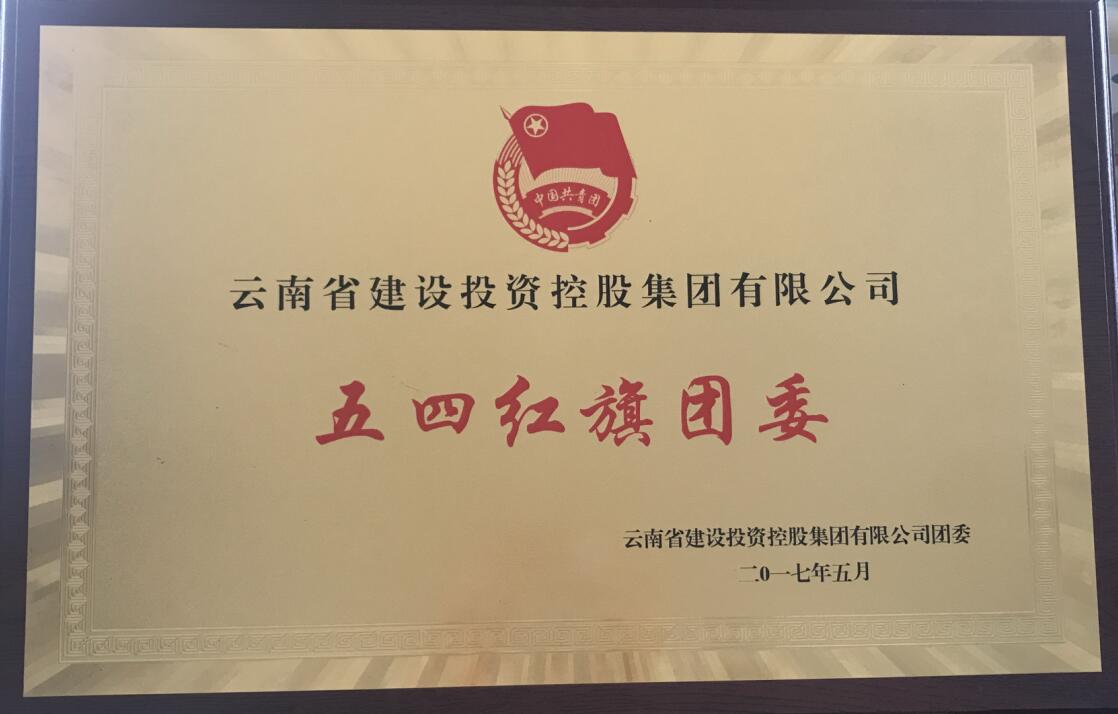 中国共青团
云南省建设投资控股集团有限公司
五四红旗团委
云南省建设投资控股集团有限公司团委
二0一七年五月